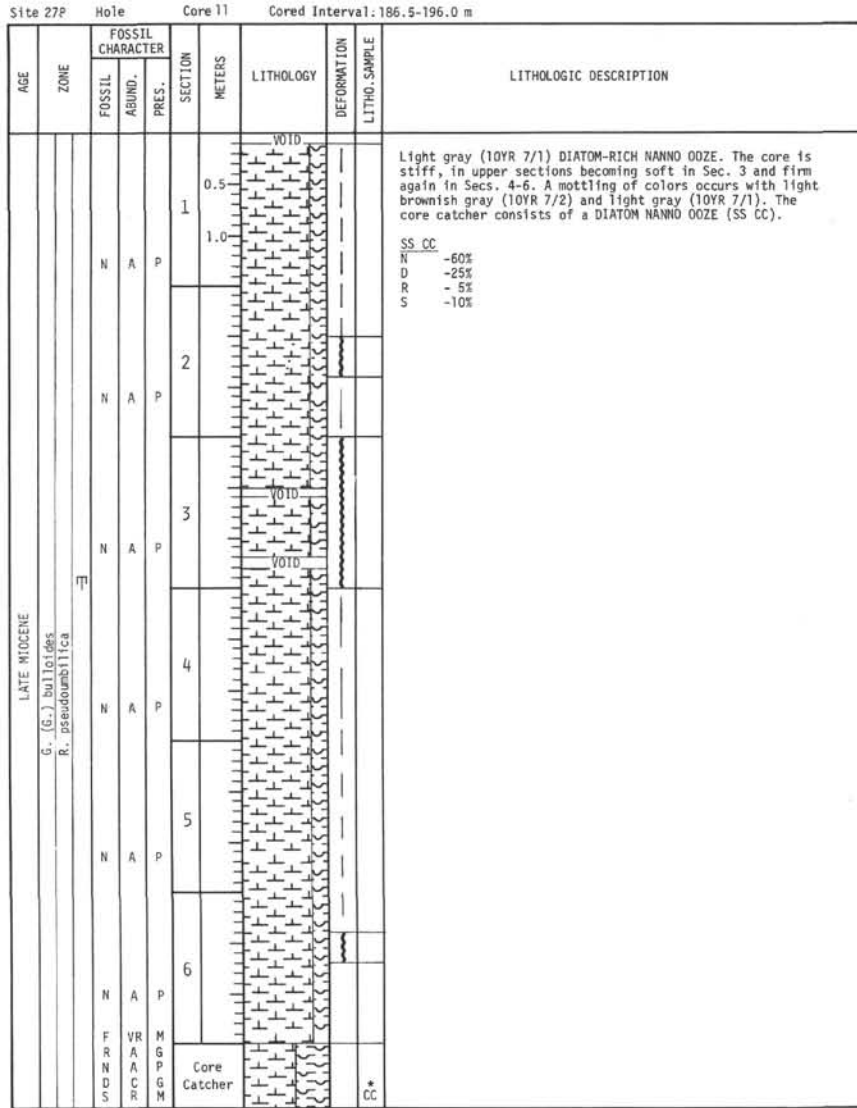 Site 278 Hole Core 11 Cored Interval: 186.5-196.0 m
AGE
ZONE
FOSSIL CHARACTER
FOSSIL
ABUND.
PRES.
SECTION
METERS
LITHOLOGY
DEFORMATION
LITHO.SAMPLE
LITHOLOGIC DESCRIPTION
LATE MIOCENE
G. (G.) bulloides
R. pseudoumbilica
T
VOID
0.5
1
1.0
N A P
2
N A P
VOID
3
N A P
VOID
4
N A P
5
N A P
6
N A P
F VR M
R A G
N A P
D C G
S R M
Core
Catcher
*
CC
Light gray (10YR 7/1) DIATOM-RICH NANNO OOZE. The core is
stiff, in upper sections becoming soft in Sec. 3 and firm
again in Secs. 4-6. A mottling of colors occurs with light
brownish gray (10YR 7/2) and light gray (10YR 7/1). The
core catcher consists of a DIATOM NANNO OOZE (SS CC).
SS CC
N -60%
D -25%
R - 5%
S -10%